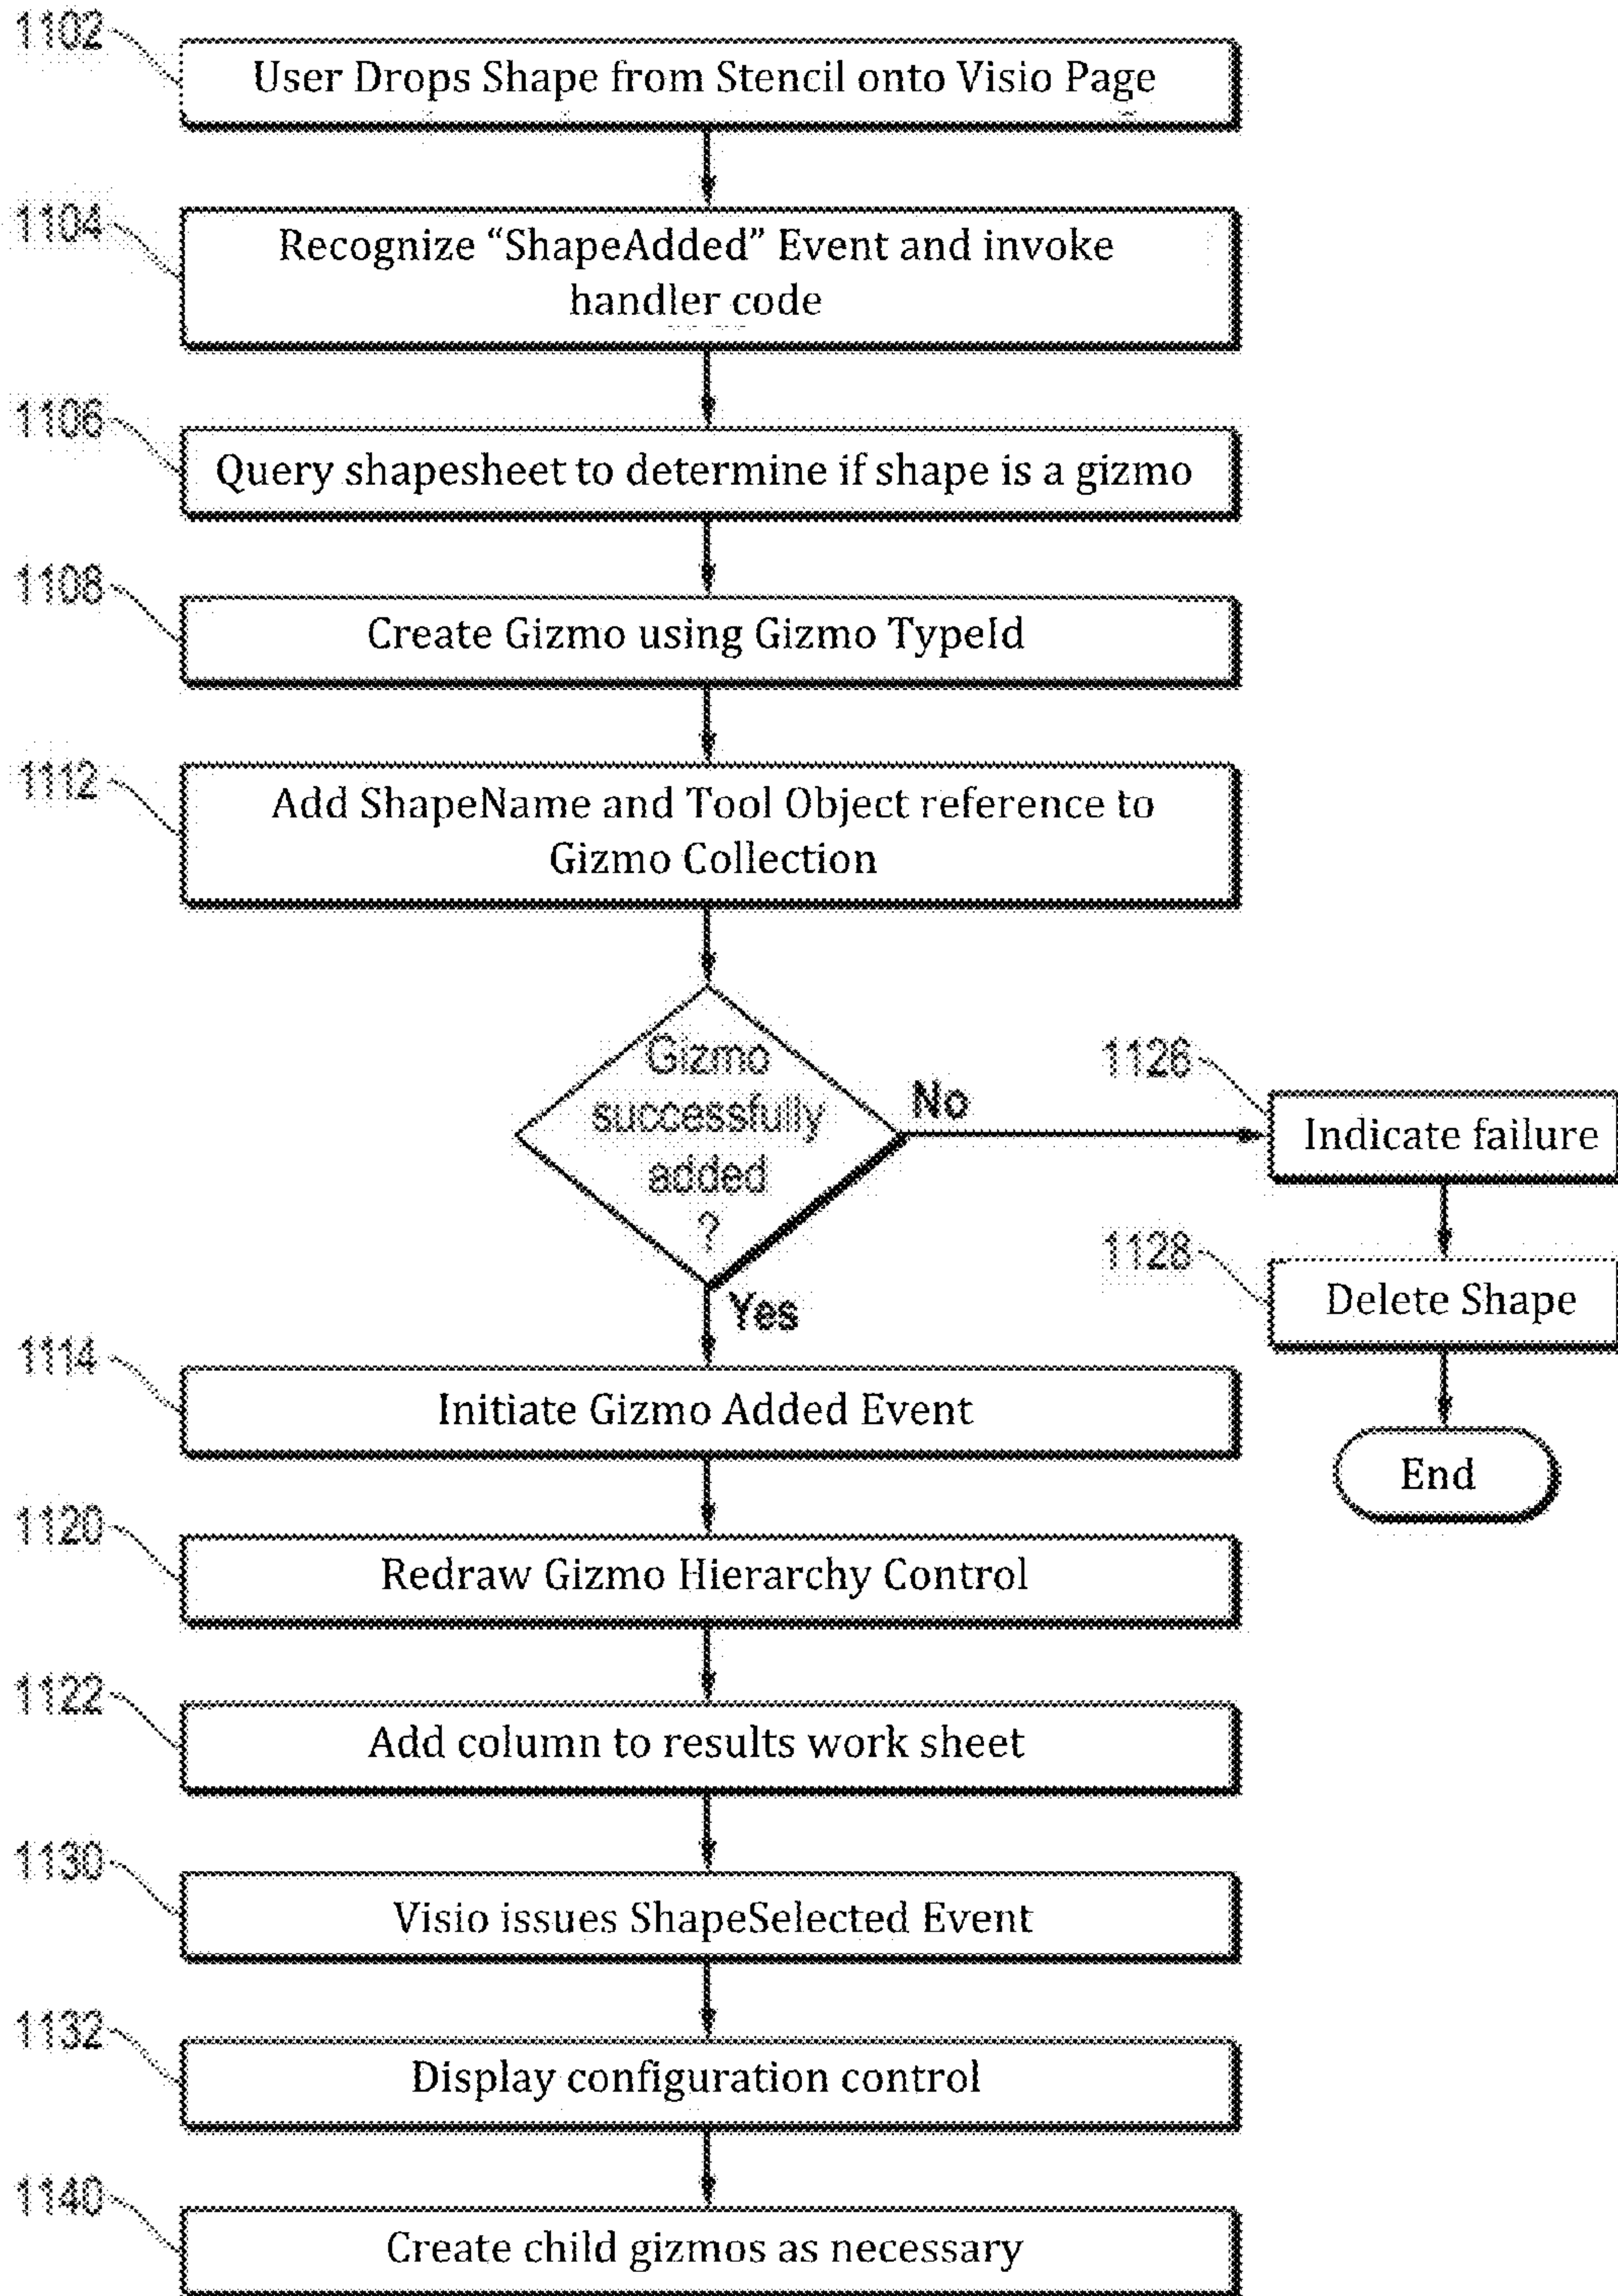 1102
User Drops Shape from Stencil onto Visio Page
1104
Recognize “ShapeAdded” Event and invoke
handler code
1106
Query shapesheet to determine if shape is a gizmo
1108
Create Gizmo using Gizmo TypeId
1112
Add ShapeName and Tool Object reference to
Gizmo Collection
Gizmo
successfully
added
?
No
1126
Indicate failure
1128
Delete Shape
End
Yes
1114
Initiate Gizmo Added Event
1120
Redraw Gizmo Hierarchy Control
1122
Add column to results work sheet
1130
Visio issues ShapeSelected Event
1132
Display configuration control
1140
Create child gizmos as necessary